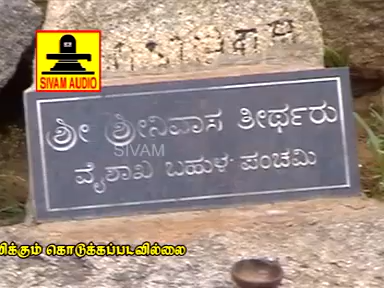 SIVAM AUDIO
ಶ್ರೀ ಶ್ರೀನಿವಾಸ ತೀರ್ಥರು
SIVAM
ವೈಶಾಖ ಬಹುಳ ಪಂಚಮಿ
கொடுக்கப்படவில்லை